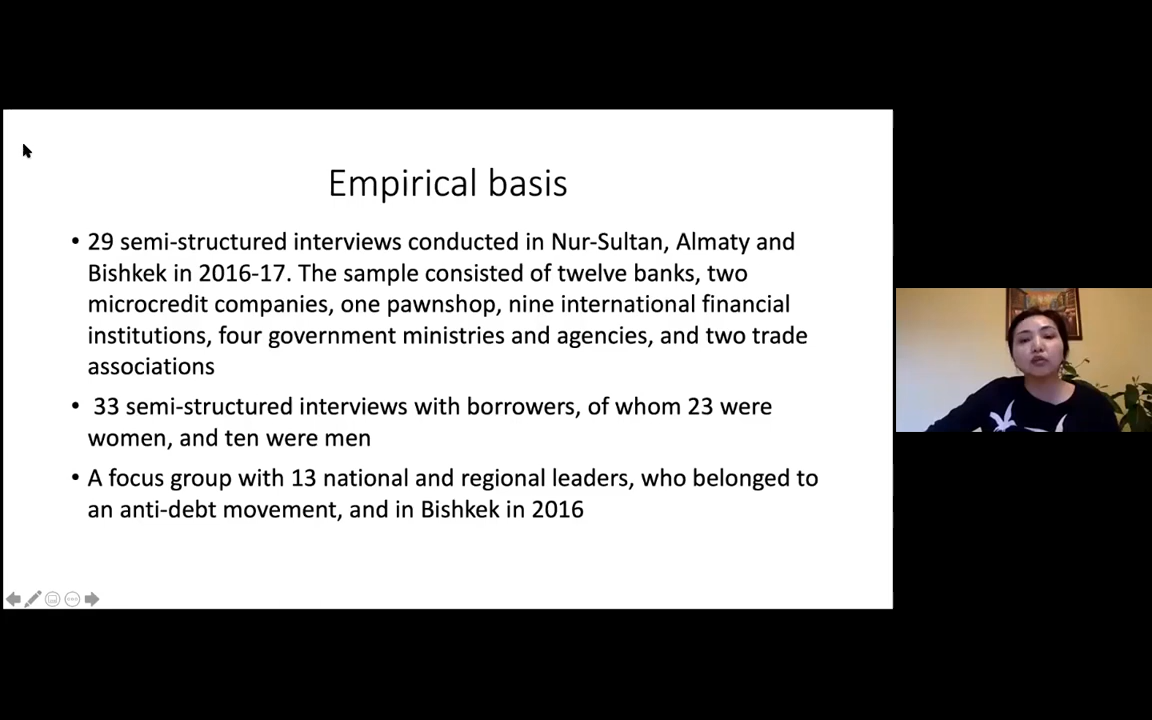 Empirical basis
• 29 semi-structured interviews conducted in Nur-Sultan, Almaty and
Bishkek in 2016-17. The sample consisted of twelve banks, two
microcredit companies, one pawnshop, nine international financial
institutions, four government ministries and agencies, and two trade
associations
• 33 semi-structured interviews with borrowers, of whom 23 were
women, and ten were men
• A focus group with 13 national and regional leaders, who belonged to
an anti-debt movement, and in Bishkek in 2016